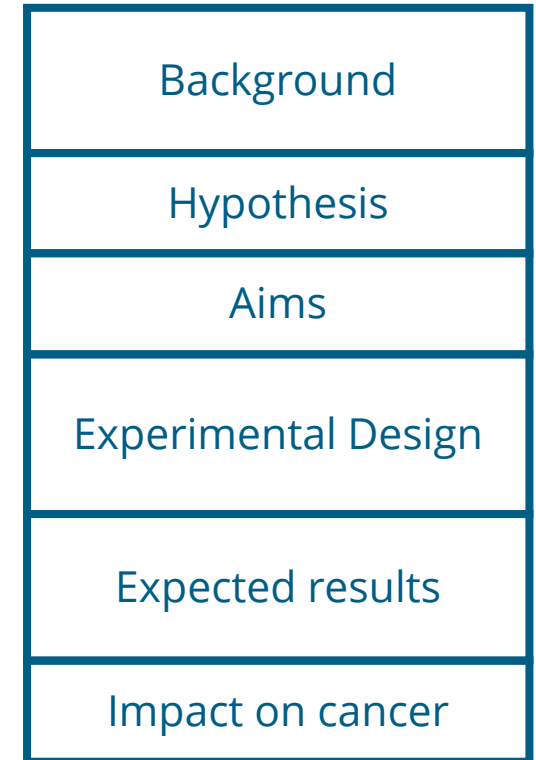 Background
Hypothesis
Aims
Experimental Design
Expected results
Impact on cancer